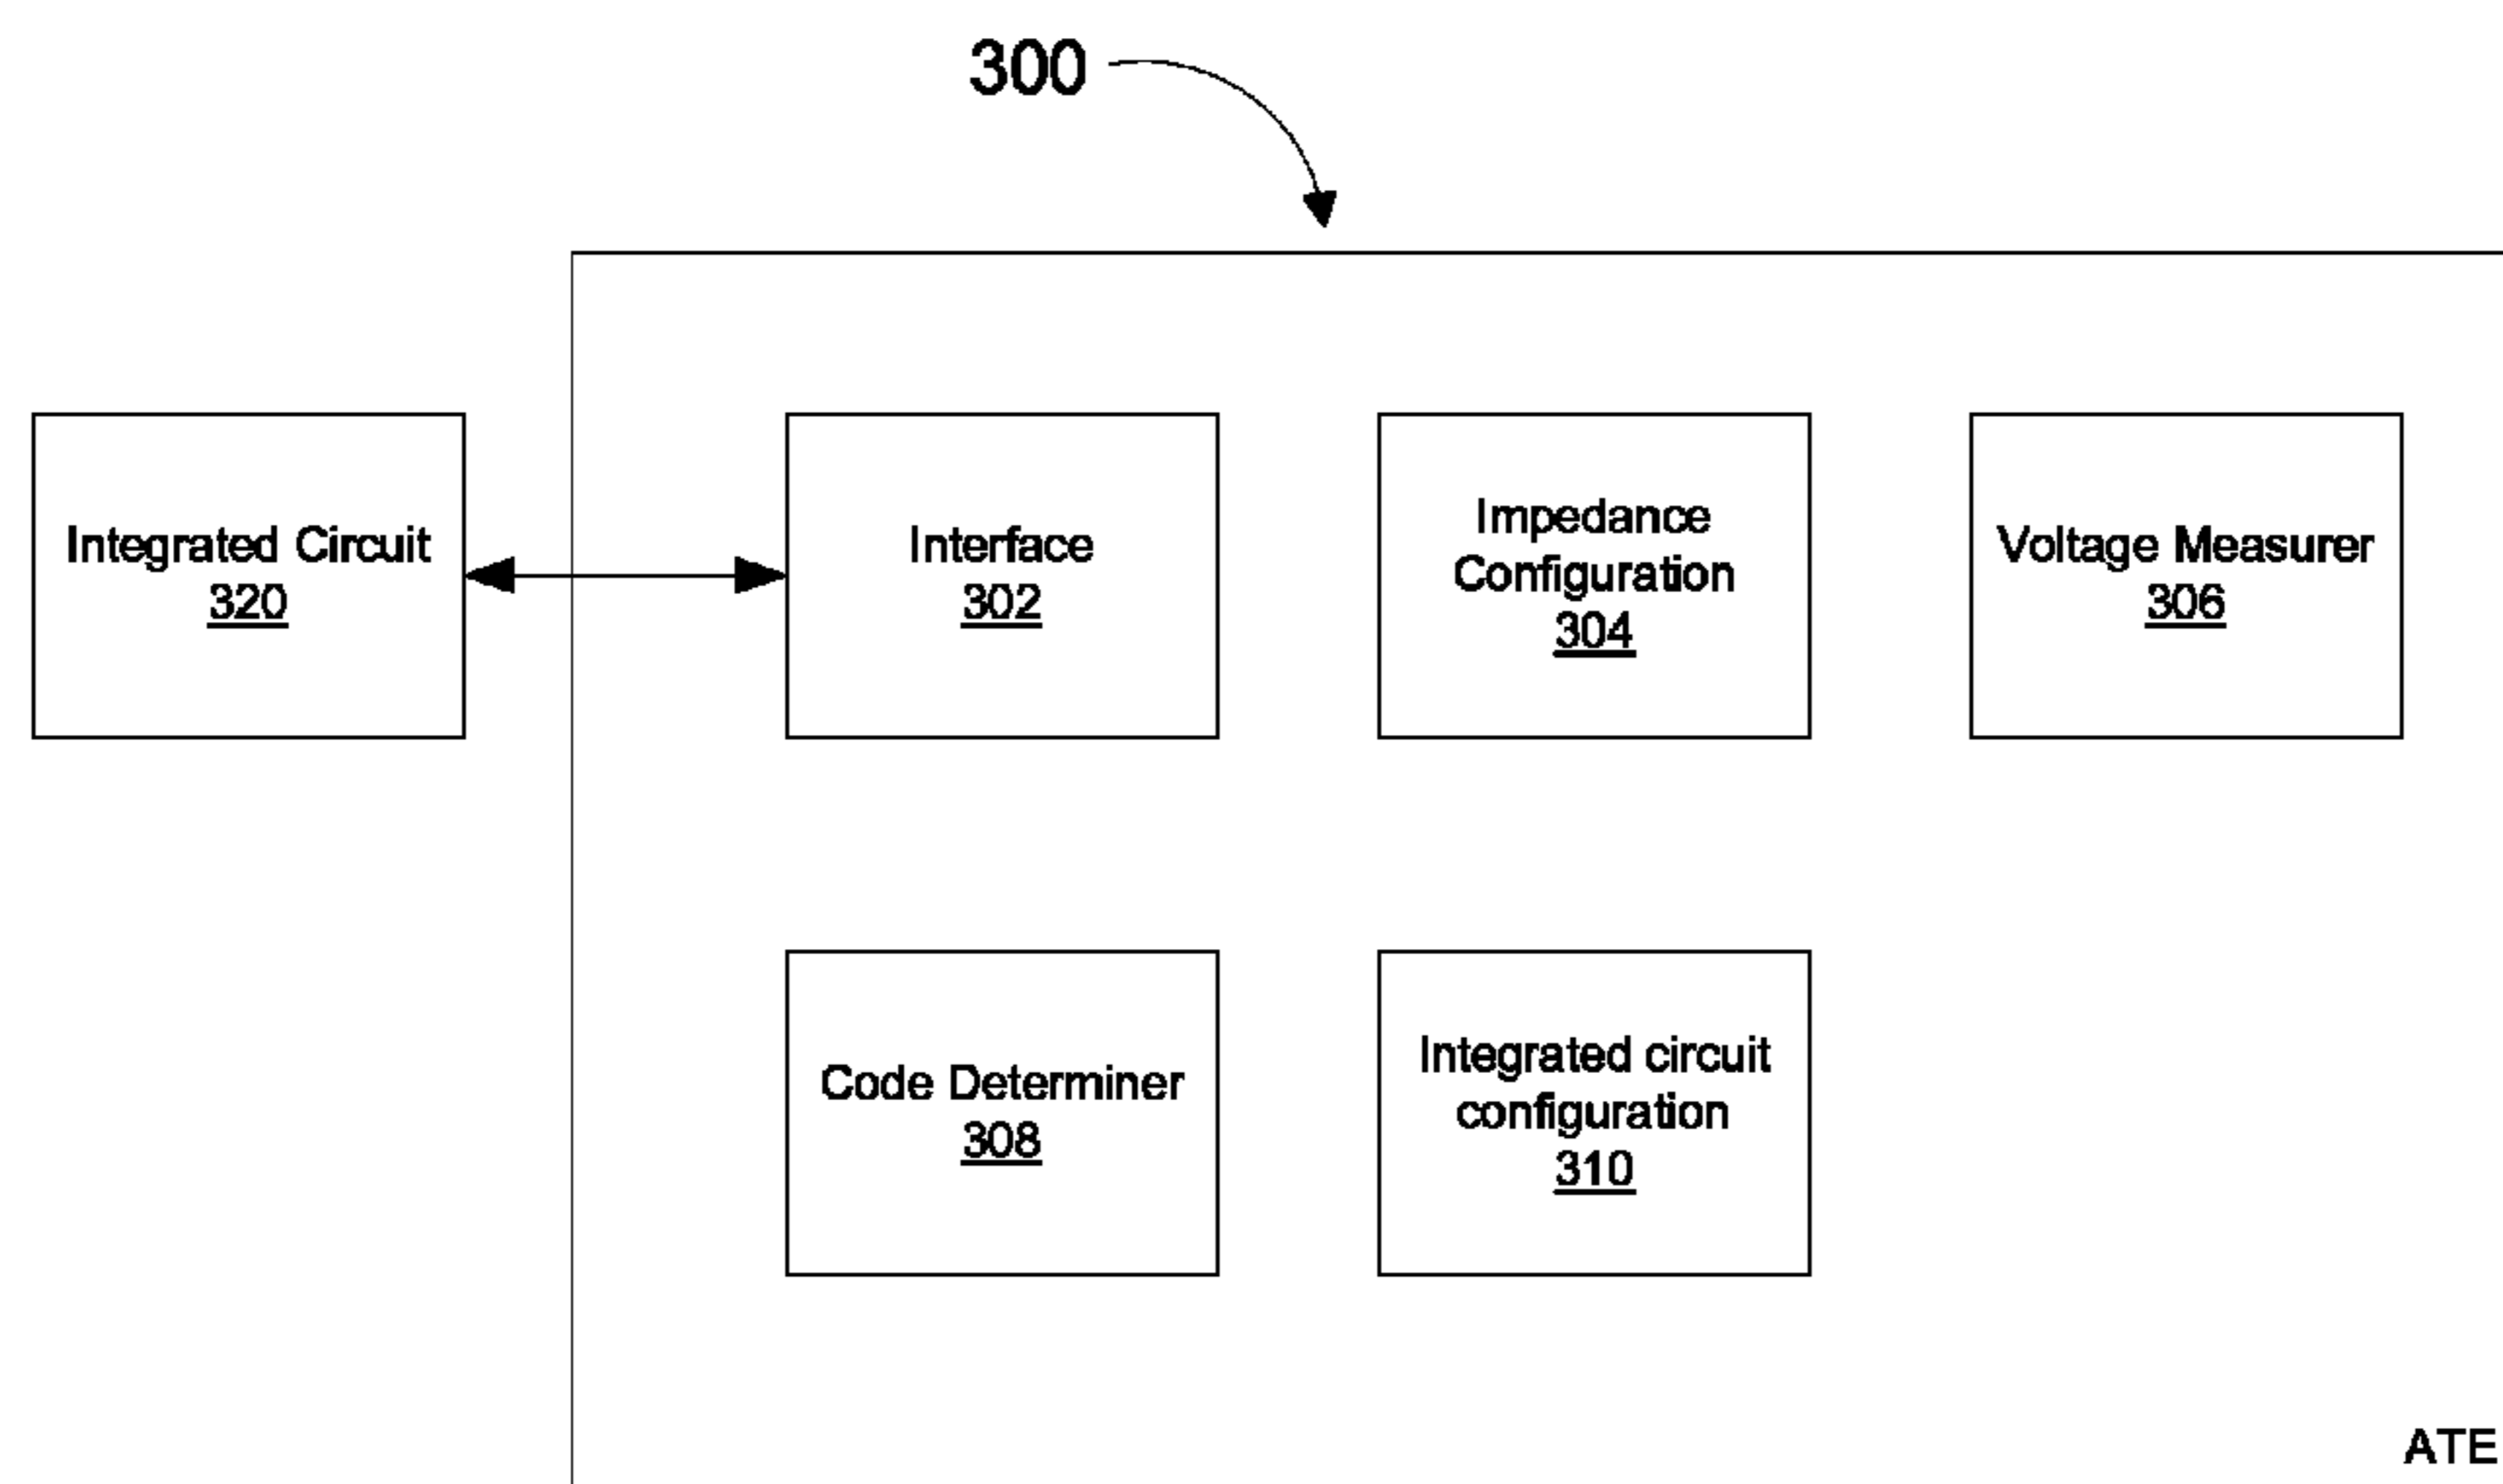 300
Integrated Circuit
320
Interface
302
Impedance
Configuration
304
Voltage Measurer
306
Code Determiner
308
Integrated circuit
configuration
310
ATE